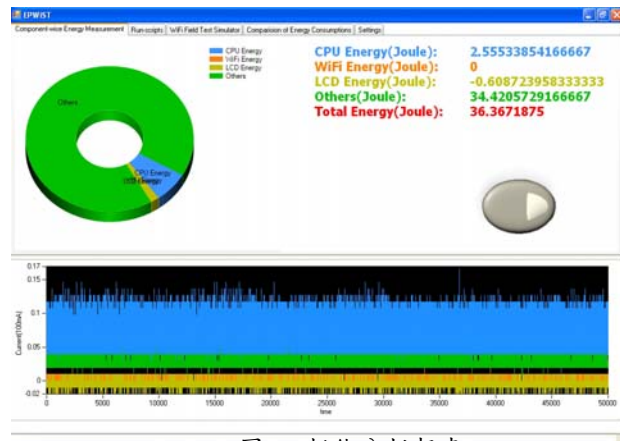 EPWiST
Component-wise Energy Measurement Run-scripts WiFi Field Test Simulator Comparision of Energy Consumptions Settings
CPU Energy
WiFi Energy
LCD Energy
Others
Others
CPU Energy
CPU Energy(Joule): 2.55533854166667
WiFi Energy(Joule): 0
LCD Energy(Joule): -0.608723958333333
Others(Joule): 34.4205729166667
Total Energy(Joule): 36.3671875
0.17
0.15
0.1
0.05
0
-0.02
Current(100mA)
0 5000 10000 15000 20000 25000 30000 35000 40000 45000 50000
time